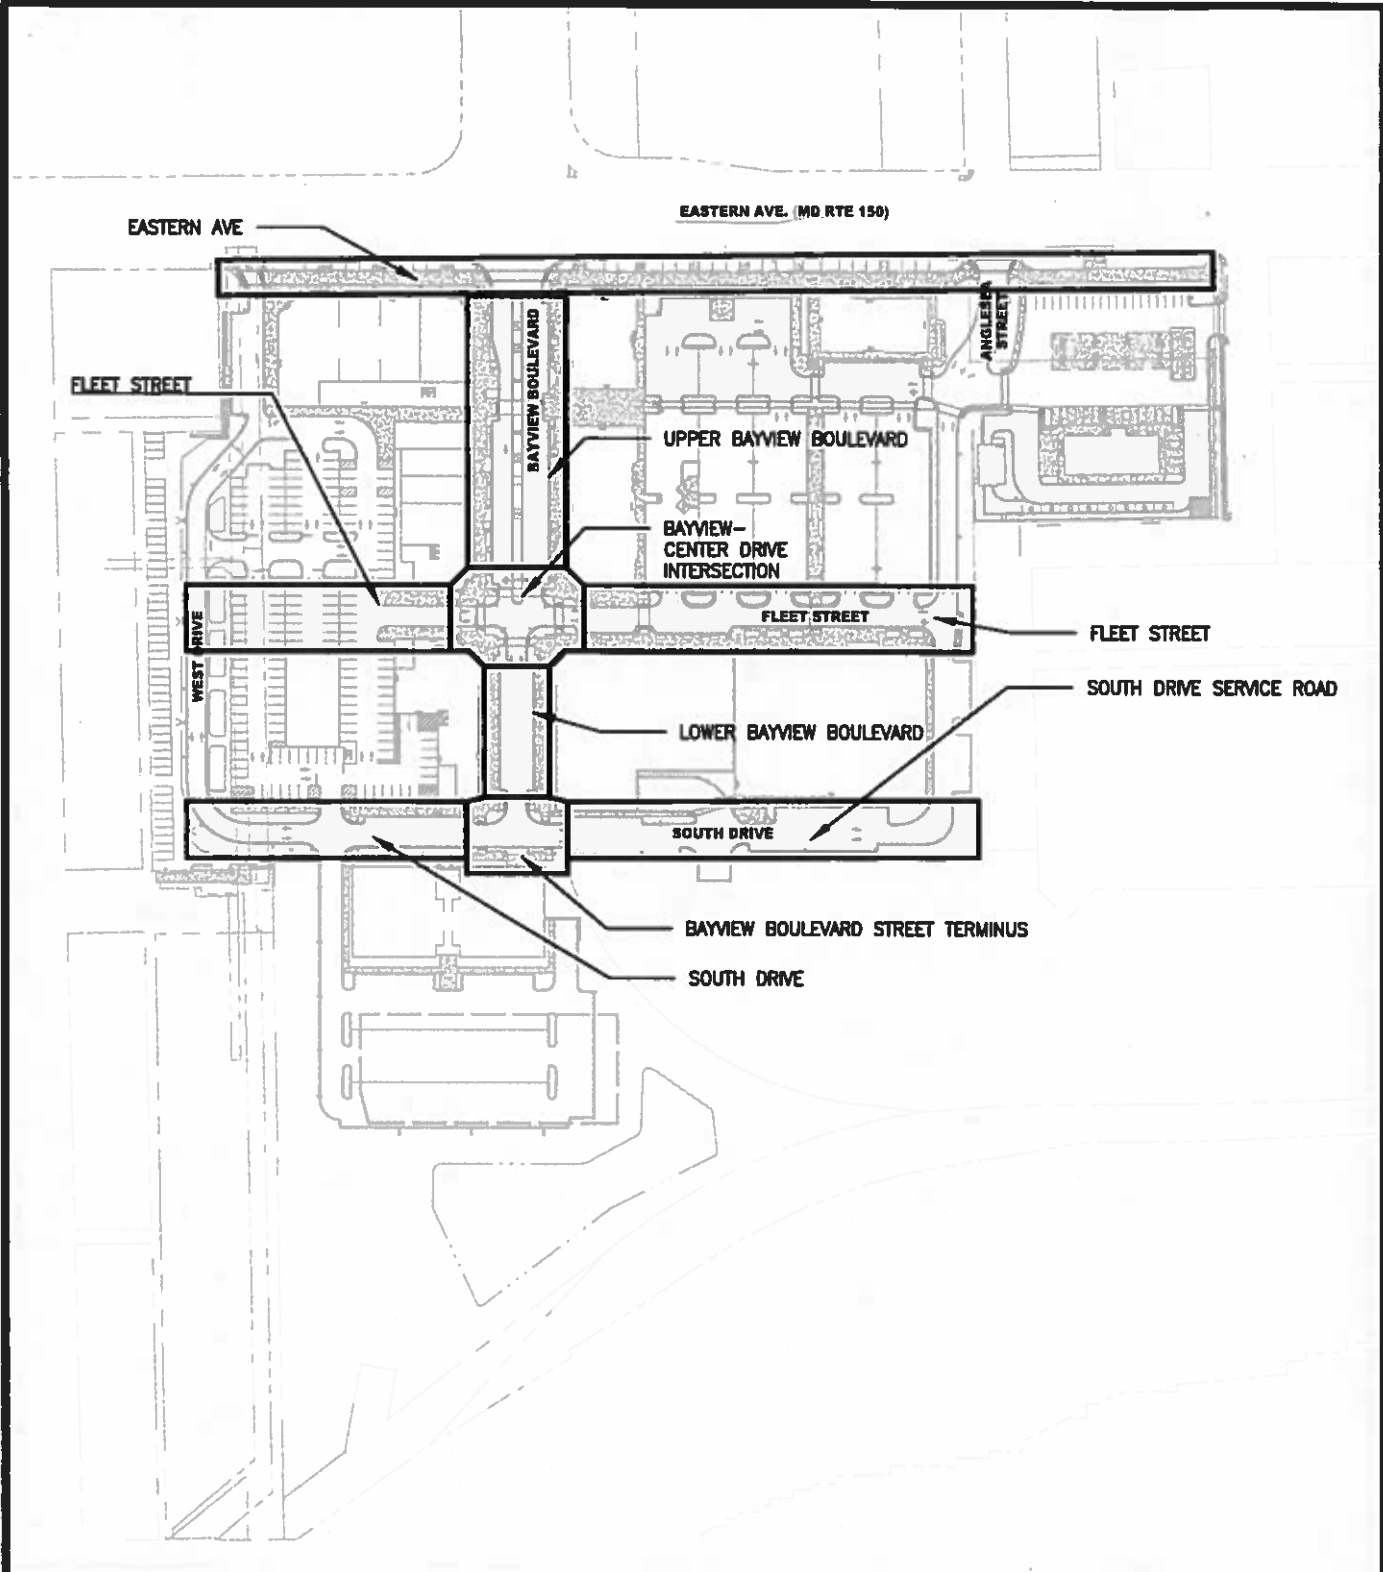 EASTERN AVE. (MD RTE 150)
EASTERN AVE
ANGLESEA
STREET
BAYVIEW BOULEVARD
FLEET STREET
UPPER BAYVIEW BOULEVARD
BAYVIEW-
CENTER DRIVE
INTERSECTION
WEST DRIVE
FLEET STREET
FLEET STREET
SOUTH DRIVE SERVICE ROAD
LOWER BAYVIEW BOULEVARD
SOUTH DRIVE
BAYVIEW BOULEVARD STREET TERMINUS
SOUTH DRIVE